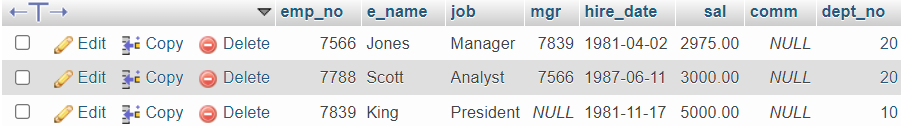 emp_no e_name job mgr hire_date sal comm dept_no
Edit Copy Delete 7566 Jones Manager 7839 1981-04-02 2975.00 NULL 20
Edit Copy Delete 7788 Scott Analyst 7566 1987-06-11 3000.00 NULL 20
Edit Copy Delete 7839 King President NULL 1981-11-17 5000.00 NULL 10